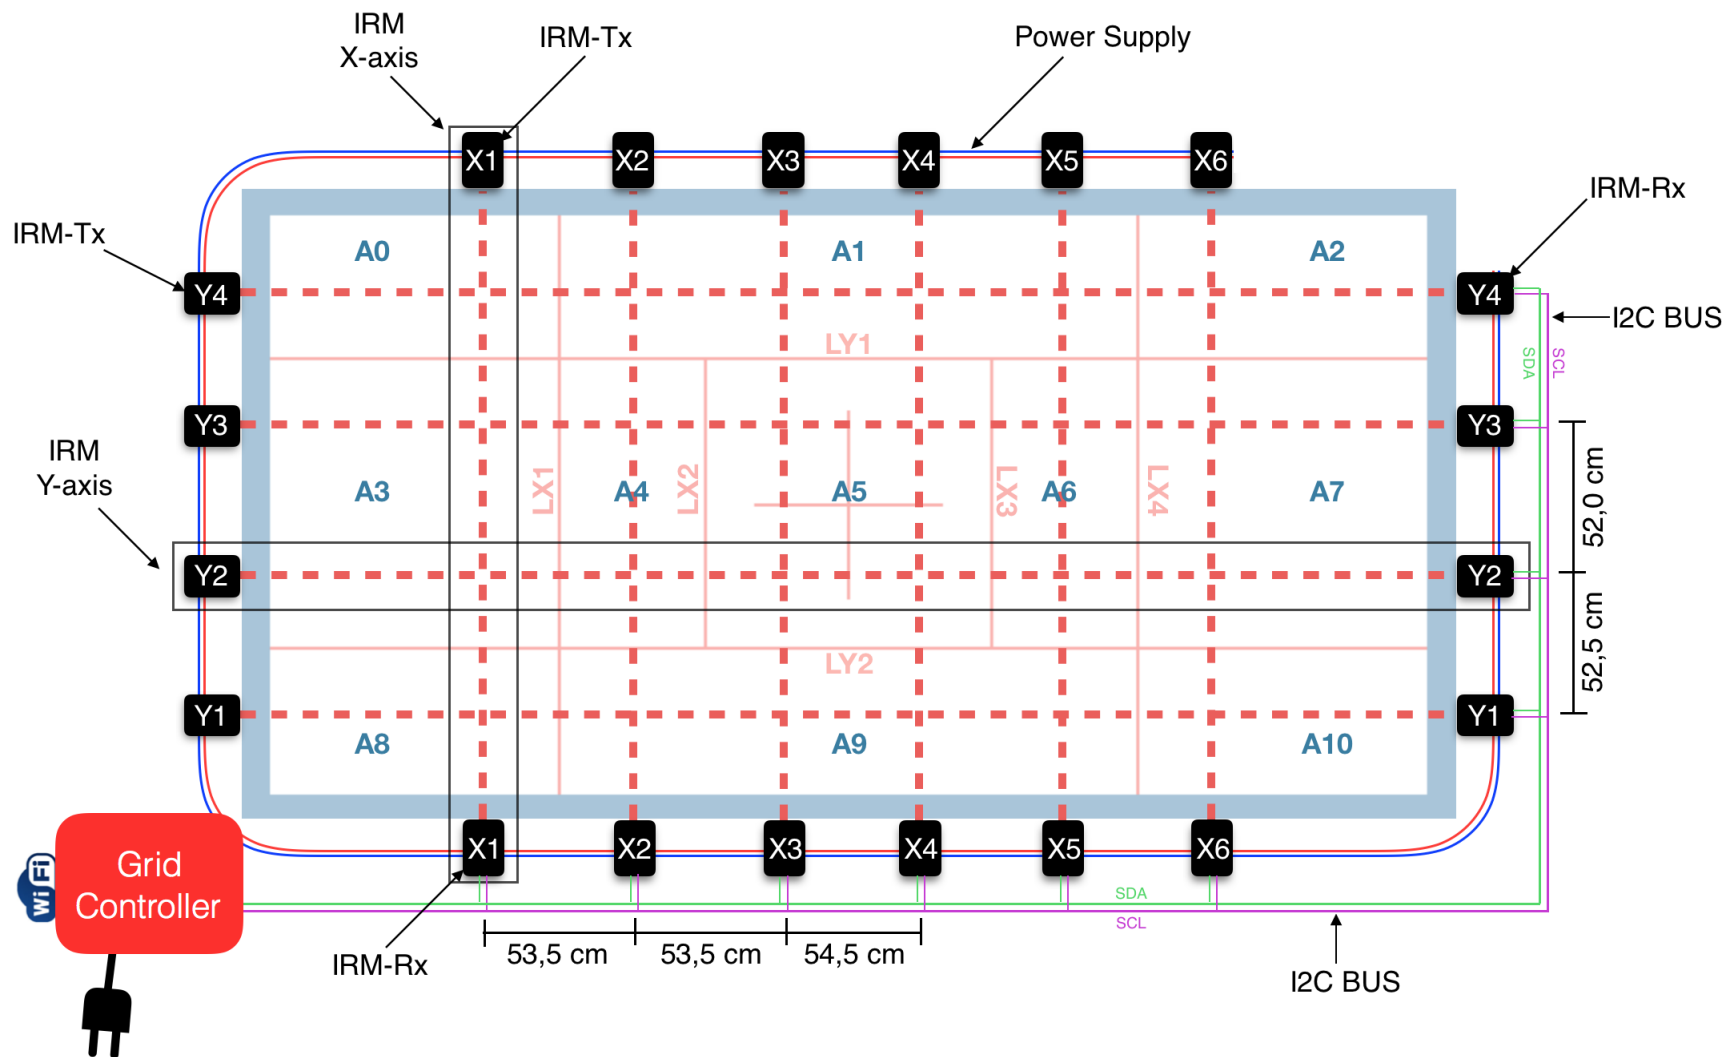 IRM
X-axis
IRM-Tx
Power Supply
X1
X2
X3
X4
X5
X6
IRM-Rx
IRM-Tx
A0
A1
A2
Y4
Y4
I2C BUS
LY1
SDA
SCL
Y3
Y3
IRM
Y-axis
A3
LX1
A4
LX2
A5
LX3
A6
LX4
A7
52,0 cm
Y2
Y2
52,5 cm
LY2
Y1
Y1
A8
A9
A10
X1
X2
X3
X4
X5
X6
WiFi
Grid
Controller
SDA
SCL
53,5 cm
53,5 cm
54,5 cm
IRM-Rx
I2C BUS